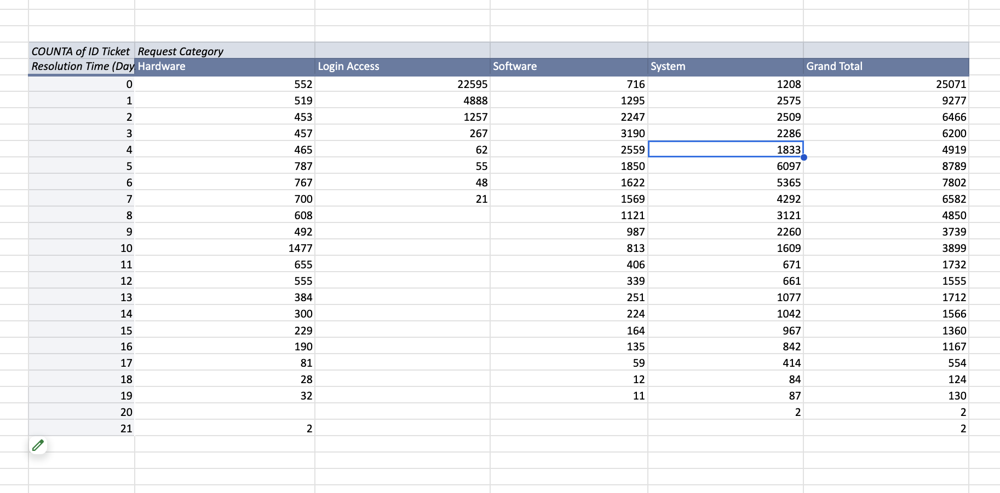 COUNTA of ID Ticket Request Category
Resolution Time (Day Hardware Login Access Software System Grand Total
0 552 22595 716 1208 25071
1 519 4888 1295 2575 9277
2 453 1257 2247 2509 6466
3 457 267 3190 2286 6200
4 465 62 2559 1833 4919
5 787 55 1850 6097 8789
6 767 48 1622 5365 7802
7 700 21 1569 4292 6582
8 608 1121 3121 4850
9 492 987 2260 3739
10 1477 813 1609 3899
11 655 406 671 1732
12 555 339 661 1555
13 384 251 1077 1712
14 300 224 1042 1566
15 229 164 967 1360
16 190 135 842 1167
17 81 59 414 554
18 28 12 84 124
19 32 11 87 130
20 2 2
21 2 2